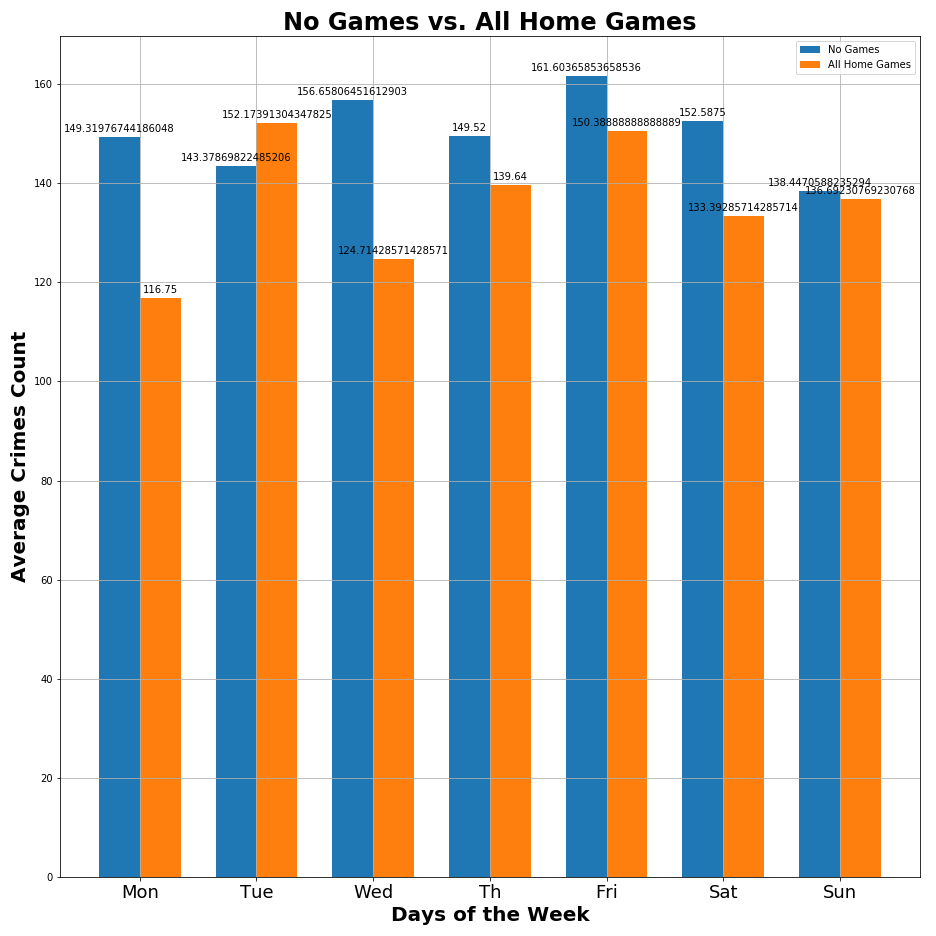 No Games vs. All Home Games
No Games
All Home Games
Average Crimes Count
160
140
120
100
80
60
40
20
0
149.31976744186048
116.75
143.37869822485206
152.17391304347825
156.65806451612903
124.71428571428571
149.52
139.64
161.60365853658536
150.38888888888889
152.5875
133.39285714285714
138.4470588235294
136.69230769230768
Mon
Tue
Wed
Th
Fri
Sat
Sun
Days of the Week